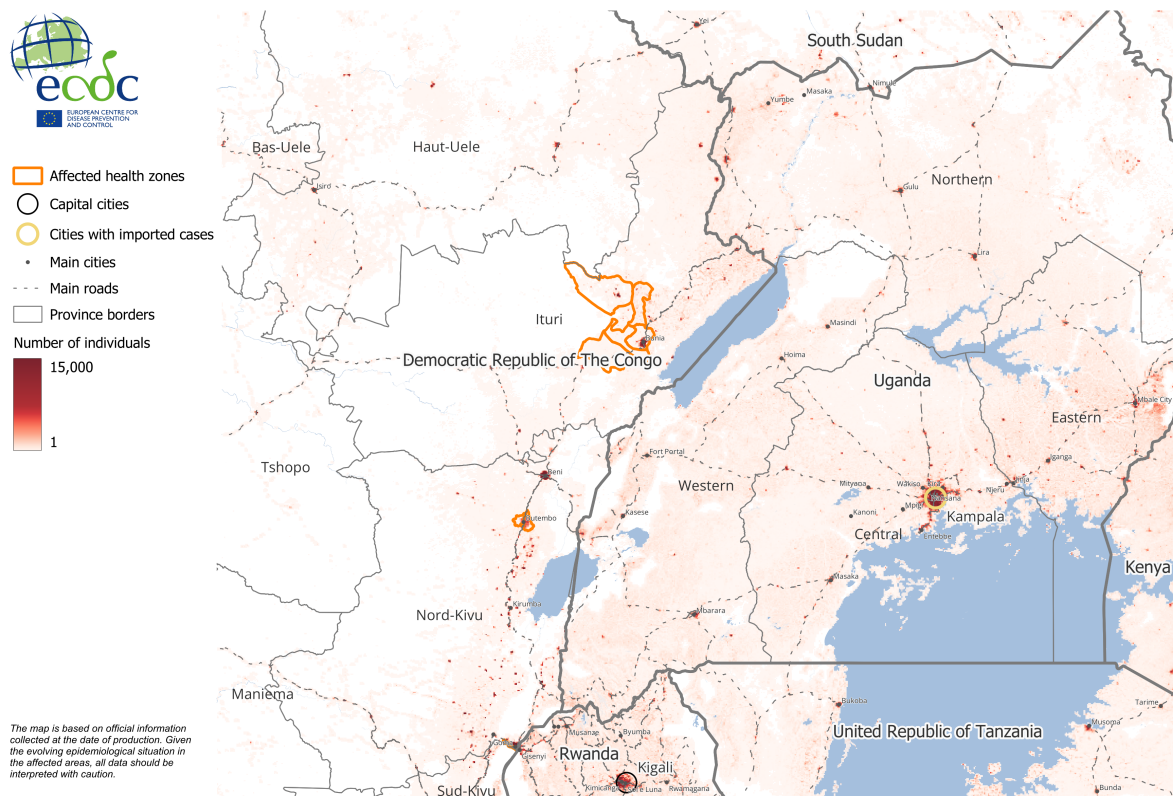 ecdc
EUROPEAN CENTRE FOR
DISEASE PREVENTION
AND CONTROL
Affected health zones
Capital cities
Cities with imported cases
Main cities
Main roads
Province borders
Number of individuals
15,000
1
The map is based on official information
collected at the date of production. Given
the evolving epidemiological situation in
the affected areas, all data should be
interpreted with caution.
Yei
South Sudan
Nimule
Masaka
Yumbe
Bas-Uele
Haut-Uele
Isiro
Gulu
Northern
Lira
Ituri
Masindi
Bunia
Democratic Republic of The Congo
Hoima
Uganda
Mbale City
Eastern
Fort Portal
Iganga
Tshopo
Beni
Western
Mityana
Wakiso
Njeru
Jinja
Butembo
Kasese
Kanoni
Mpigi
Kampala
Central
Entebbe
Kenya
Masaka
Kirumba
Nord-Kivu
Mbarara
Maniema
Bukoba
Tarime
Musoma
United Republic of Tanzania
Musanze
Byumba
Goma
Gisenyi
Rwanda
Kigali
Rwamagana
Sud-Kivu
Bunda